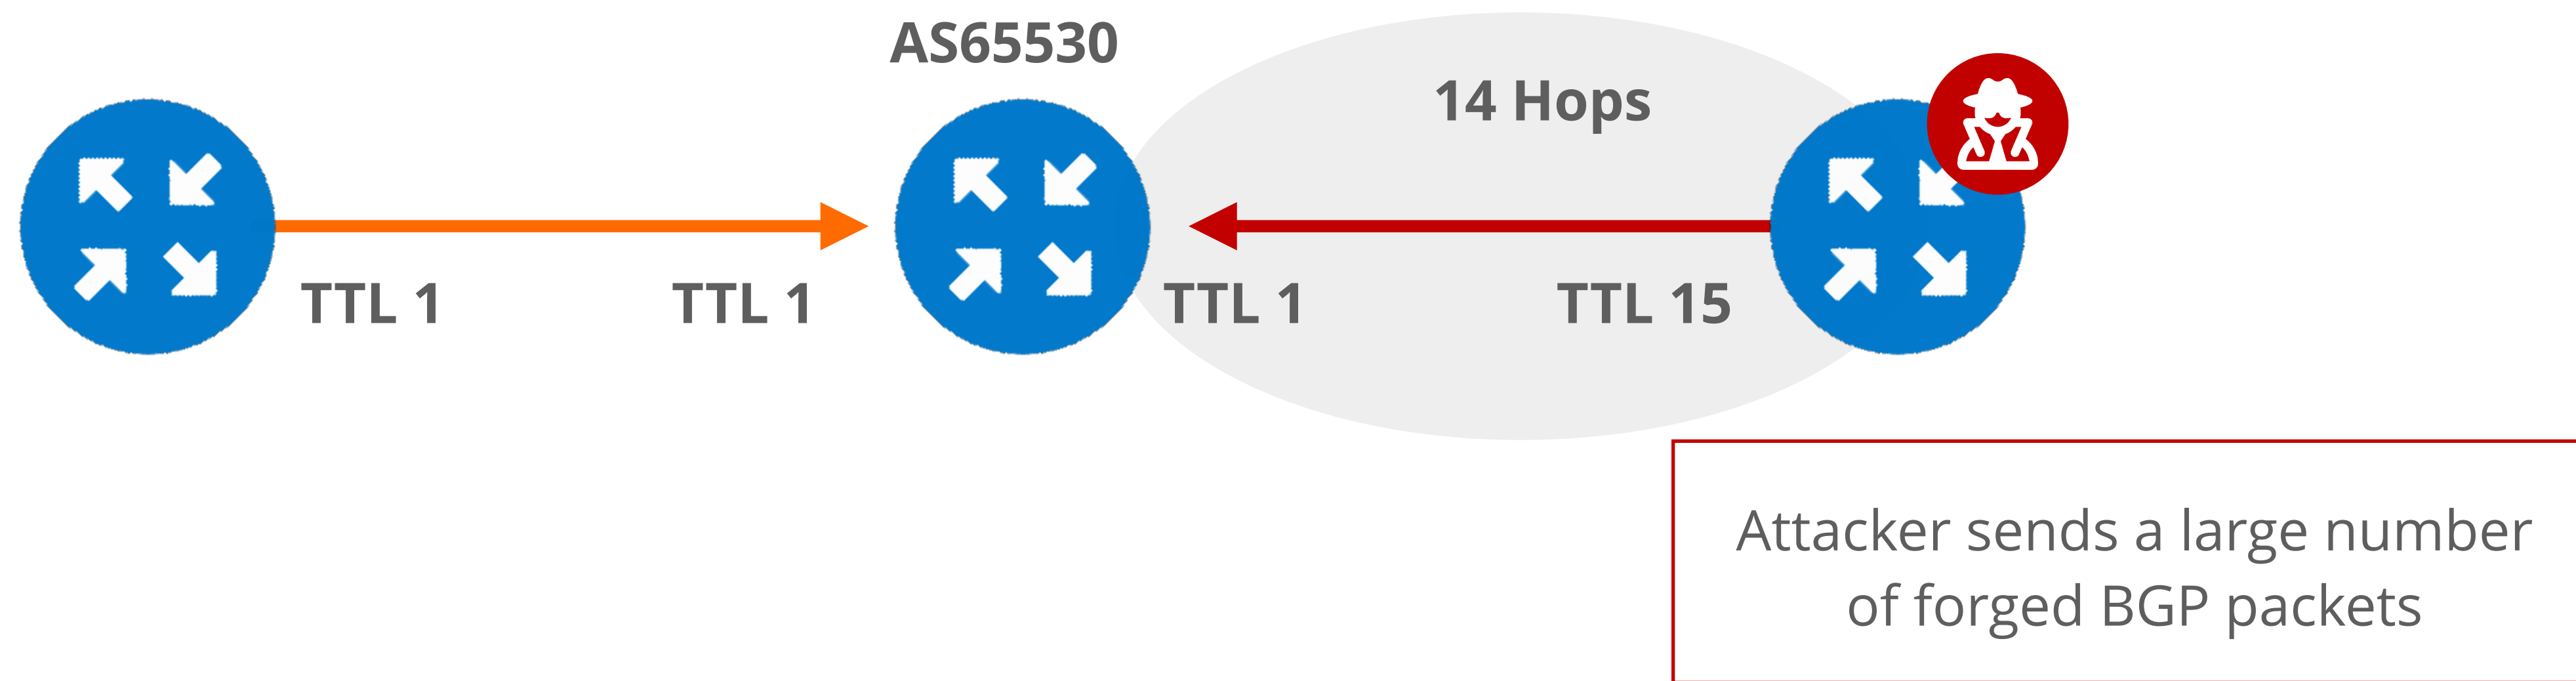 AS65530
14 Hops
TTL 1
TTL 1
TTL 1
TTL 15
Attacker sends a large number
of forged BGP packets